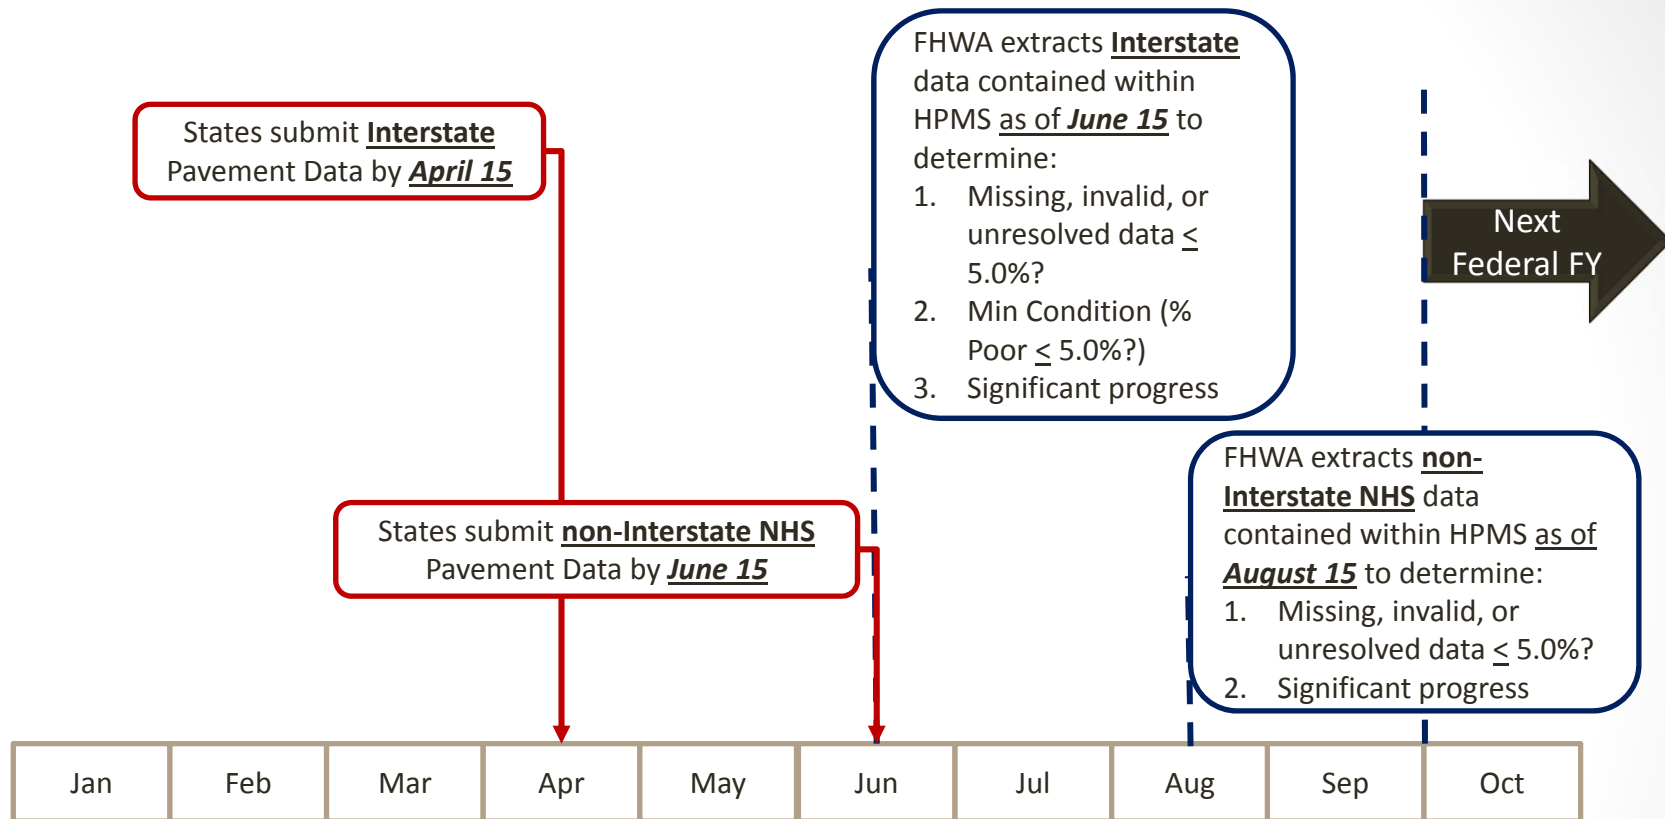 States submit Interstate
Pavement Data by April 15
FHWA extracts Interstate
data contained within
HPMS as of June 15 to
determine:
1. Missing, invalid, or
unresolved data ≤
5.0%?
2. Min Condition (%
Poor ≤ 5.0%?)
3. Significant progress
Next
Federal FY
States submit non-Interstate NHS
Pavement Data by June 15
FHWA extracts non-
Interstate NHS data
contained within HPMS as of
August 15 to determine:
1. Missing, invalid, or
unresolved data ≤ 5.0%?
2. Significant progress
Jan Feb Mar Apr May Jun Jul Aug Sep Oct